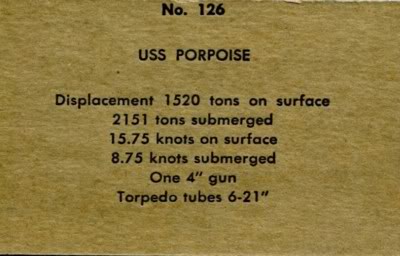 No. 126
USS PORPOISE
Displacement 1520 tons on surface
2151 tons submerged
15.75 knots on surface
8.75 knots submerged
One 4” gun
Torpedo tubes 6-21”